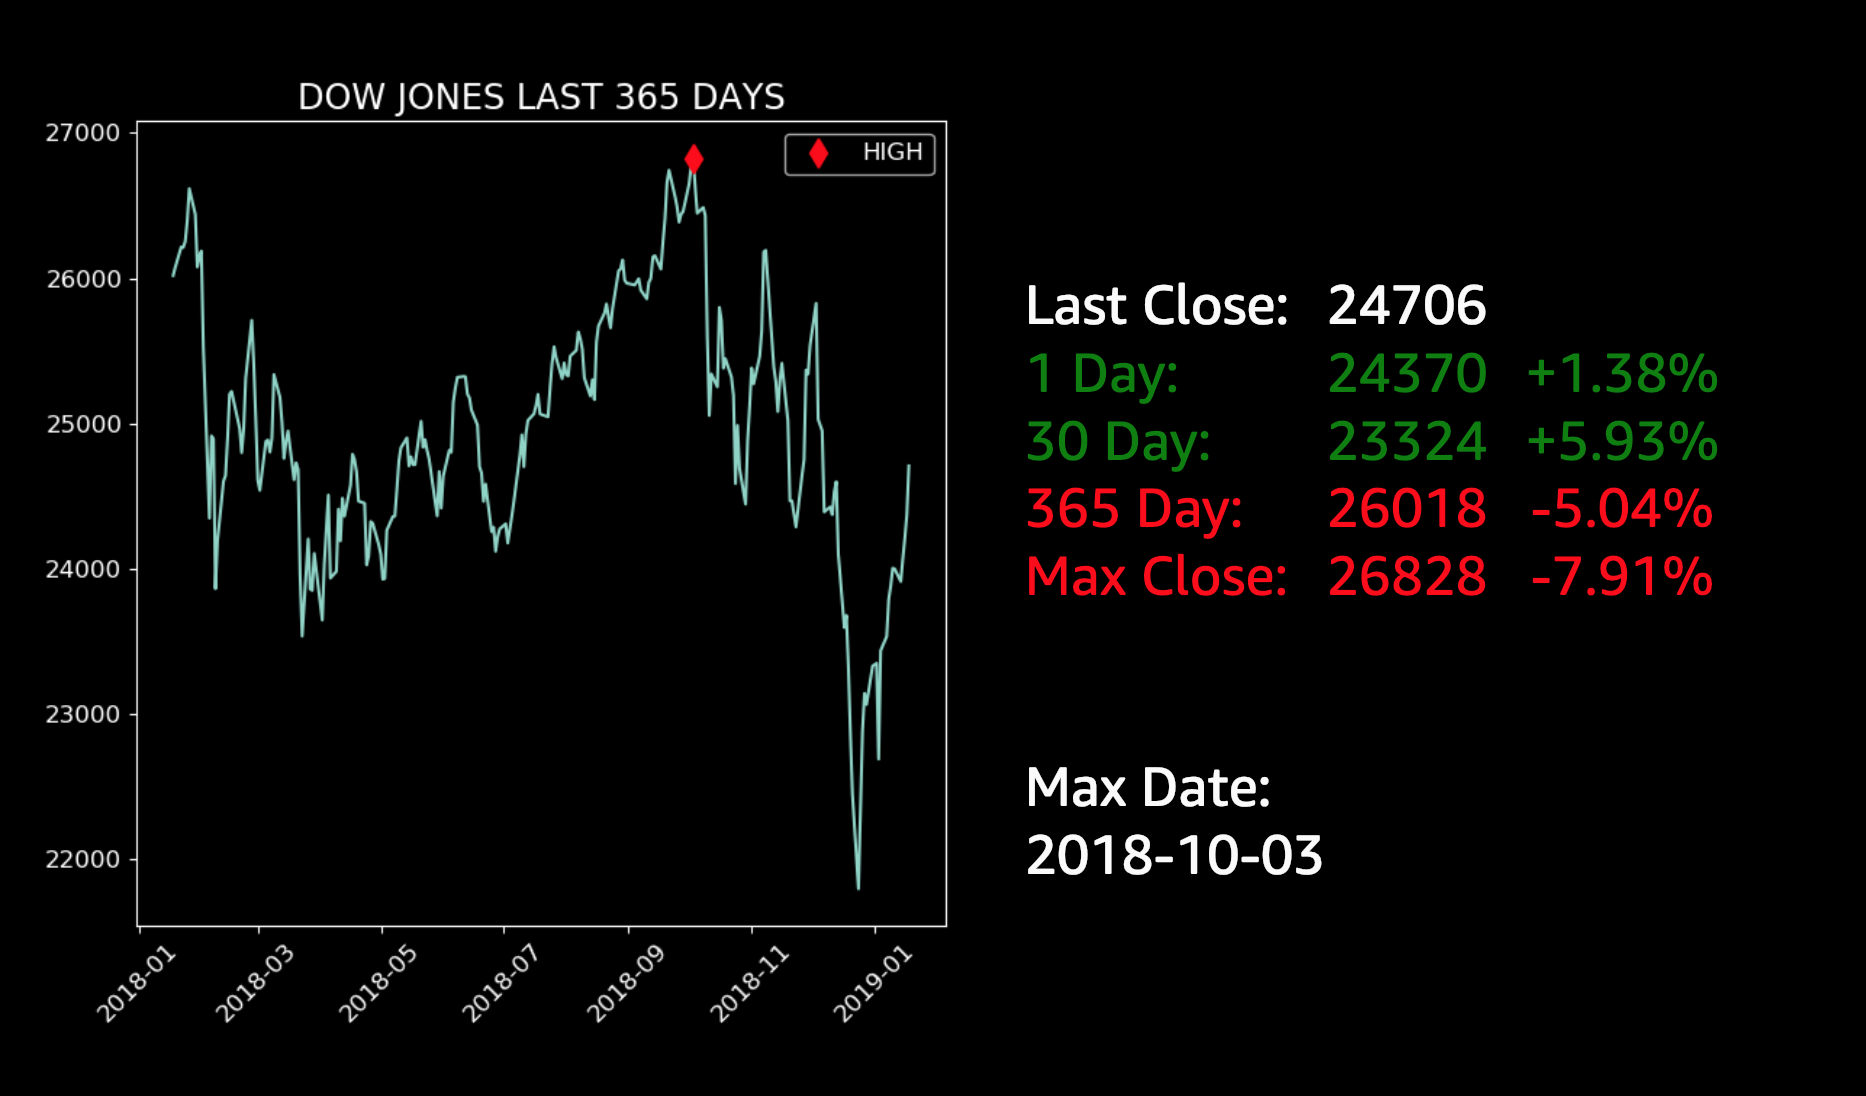 DOW JONES LAST 365 DAYS
27000
26000
25000
24000
23000
22000
HIGH
2018-01
2018-03
2018-05
2018-07
2018-09
2018-11
2019-01
Last Close: 24706
1 Day: 24370 +1.38%
30 Day: 23324 +5.93%
365 Day: 26018 -5.04%
Max Close: 26828 -7.91%
Max Date:
2018-10-03